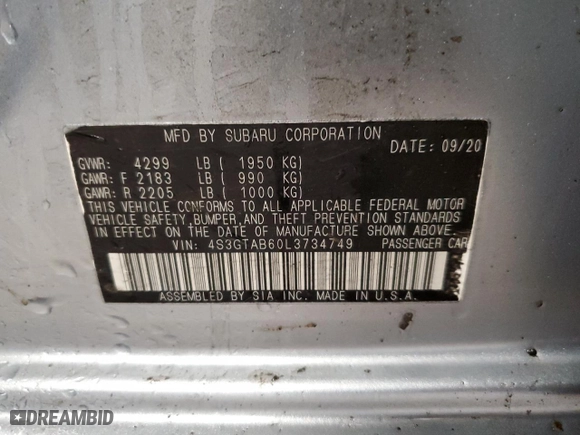 MFD BY SUBARU CORPORATION
DATE: 09/20
GVWR: 4299 LB ( 1950 KG)
GAWR: F 2183 LB ( 990 KG)
GAWR: R 2205 LB ( 1000 KG)
THIS VEHICLE CONFORMS TO ALL APPLICABLE FEDERAL MOTOR
VEHICLE SAFETY, BUMPER, AND THEFT PREVENTION STANDARDS
IN EFFECT ON THE DATE OF MANUFACTURE SHOWN ABOVE.
VIN: 4S3GTAB60L3734749 PASSENGER CAR
ASSEMBLED BY SIA INC. MADE IN U.S.A.
DREAMBID